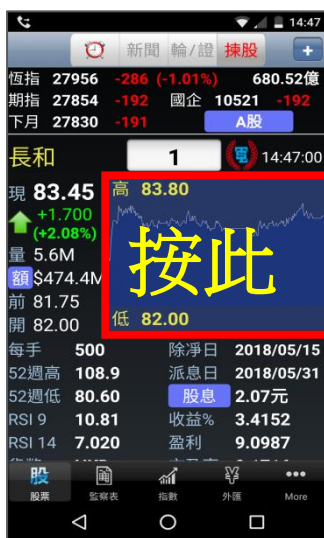 14:47
新聞 輪/證 揀股 +
恆指 27956 -286 (-1.01%) 680.52億
期指 27854 -192 國企 10521 -192
下月 27830 -191 A股
長和 1 電 14:47:00
現 83.45 高 83.80
+1.700
(+2.08%)
量 5.6M
額 $474.4M
按此
前 81.75
開 82.00 低 82.00
每手 500 除淨日 2018/05/15
52週高 108.9 派息日 2018/05/31
52週低 80.60 股息 2.07元
RSI 9 10.81 收益% 3.4152
RSI 14 7.020 盈利 9.0987
股
股票 監察表 指數 外匯 More